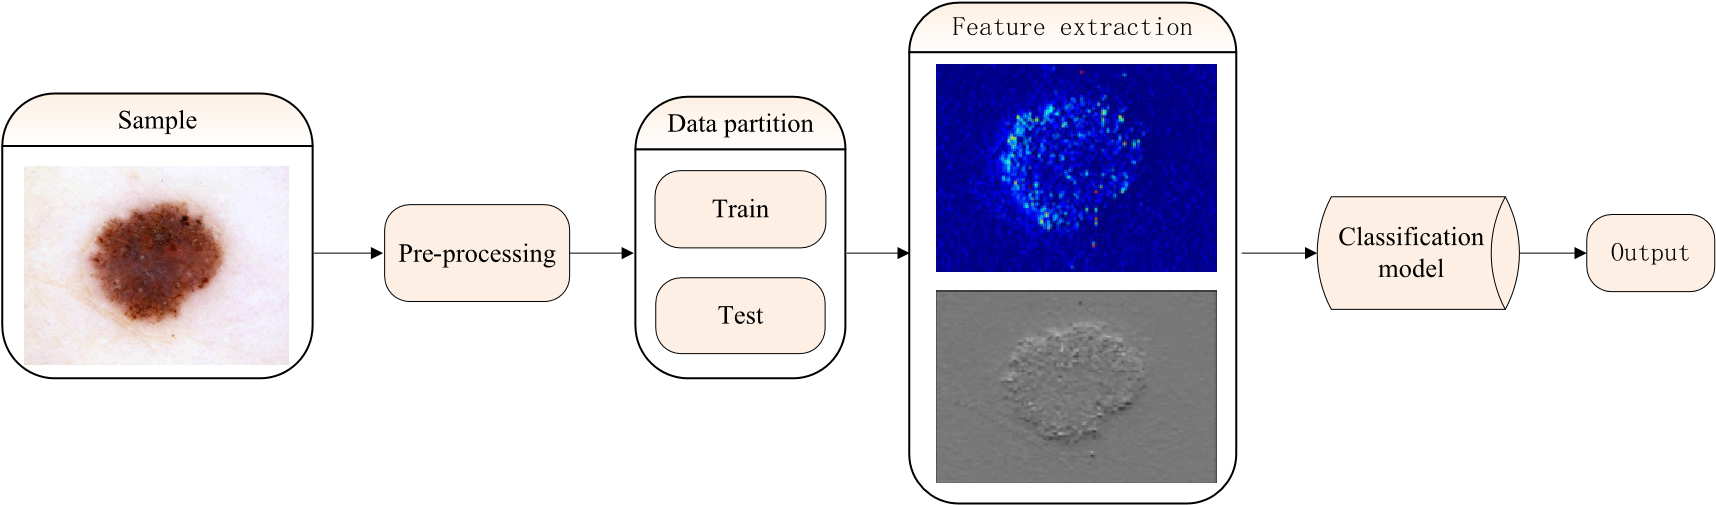 Sample
Pre-processing
Data partition
Train
Test
Feature extraction
Classification
model
Output